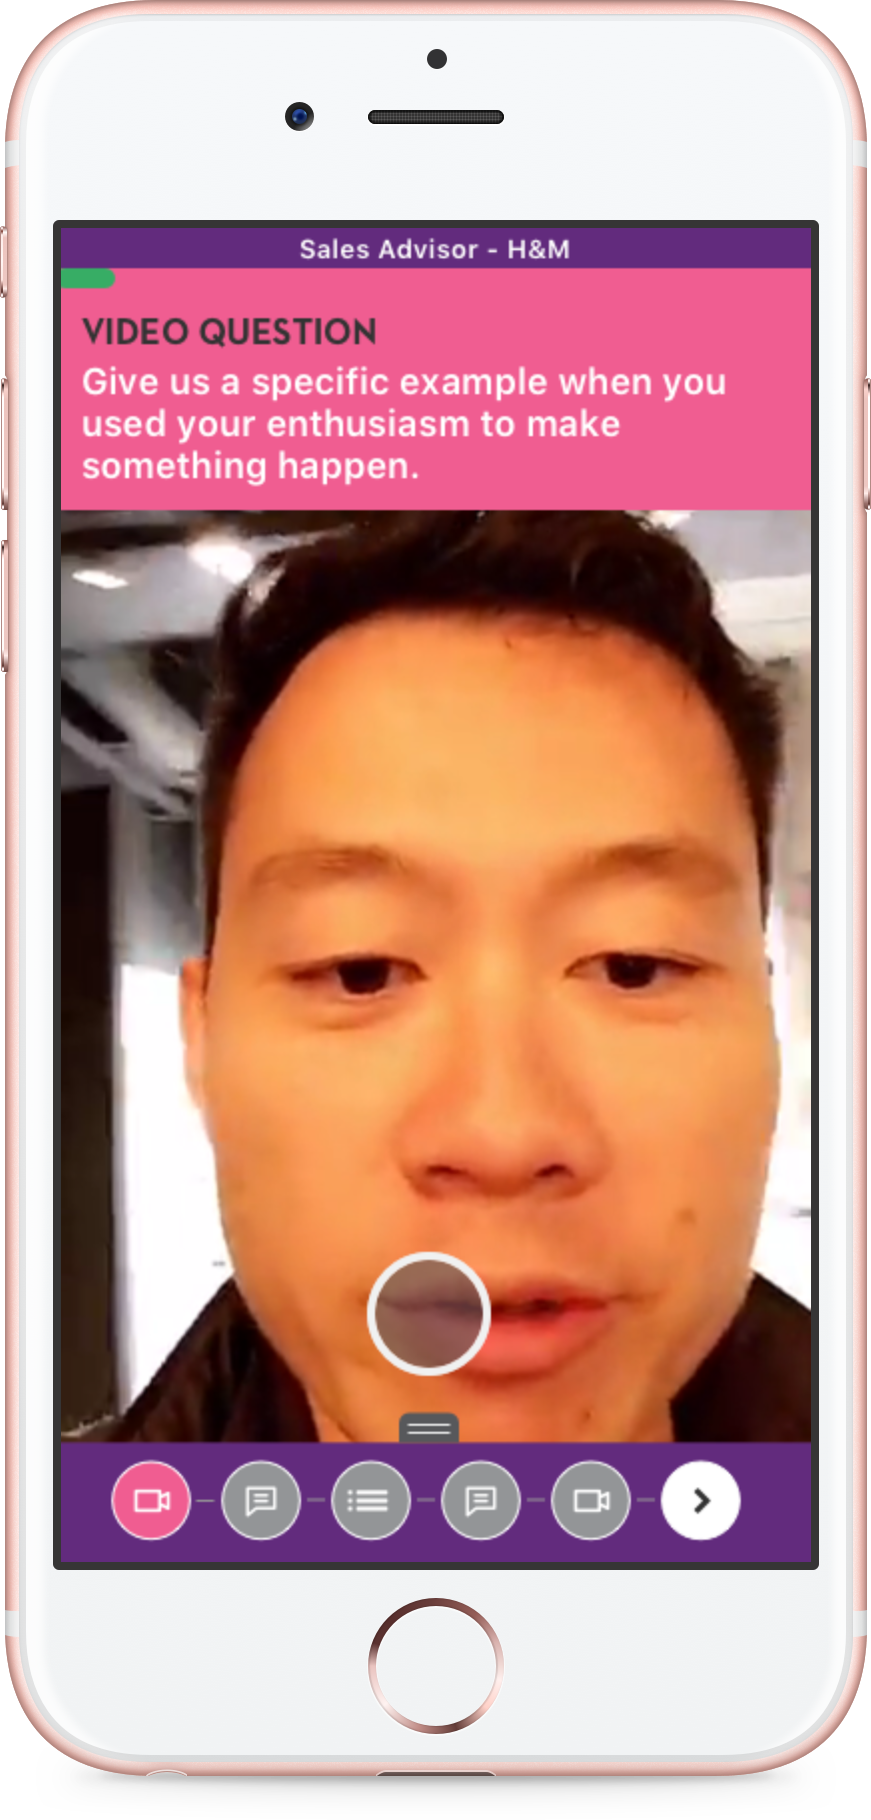 Sales Advisor - H&M
VIDEO QUESTION
Give us a specific example when you
used your enthusiasm to make
something happen.